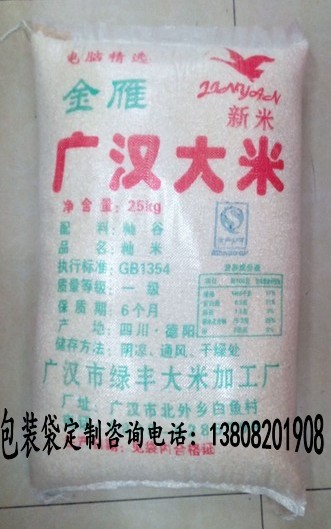 电脑精选
JINYAN
金雁
新米
广汉大米
净含量：25kg
配料：籼谷
品名：籼米
执行标准：GB1354
质量等级：一级
保质期：6个月
产地：四川·德阳
储存方法：阴凉、通风、干燥处
广汉市绿丰大米加工厂
厂址：广汉市北外乡白鱼村
包装袋定制咨询电话：13808201908